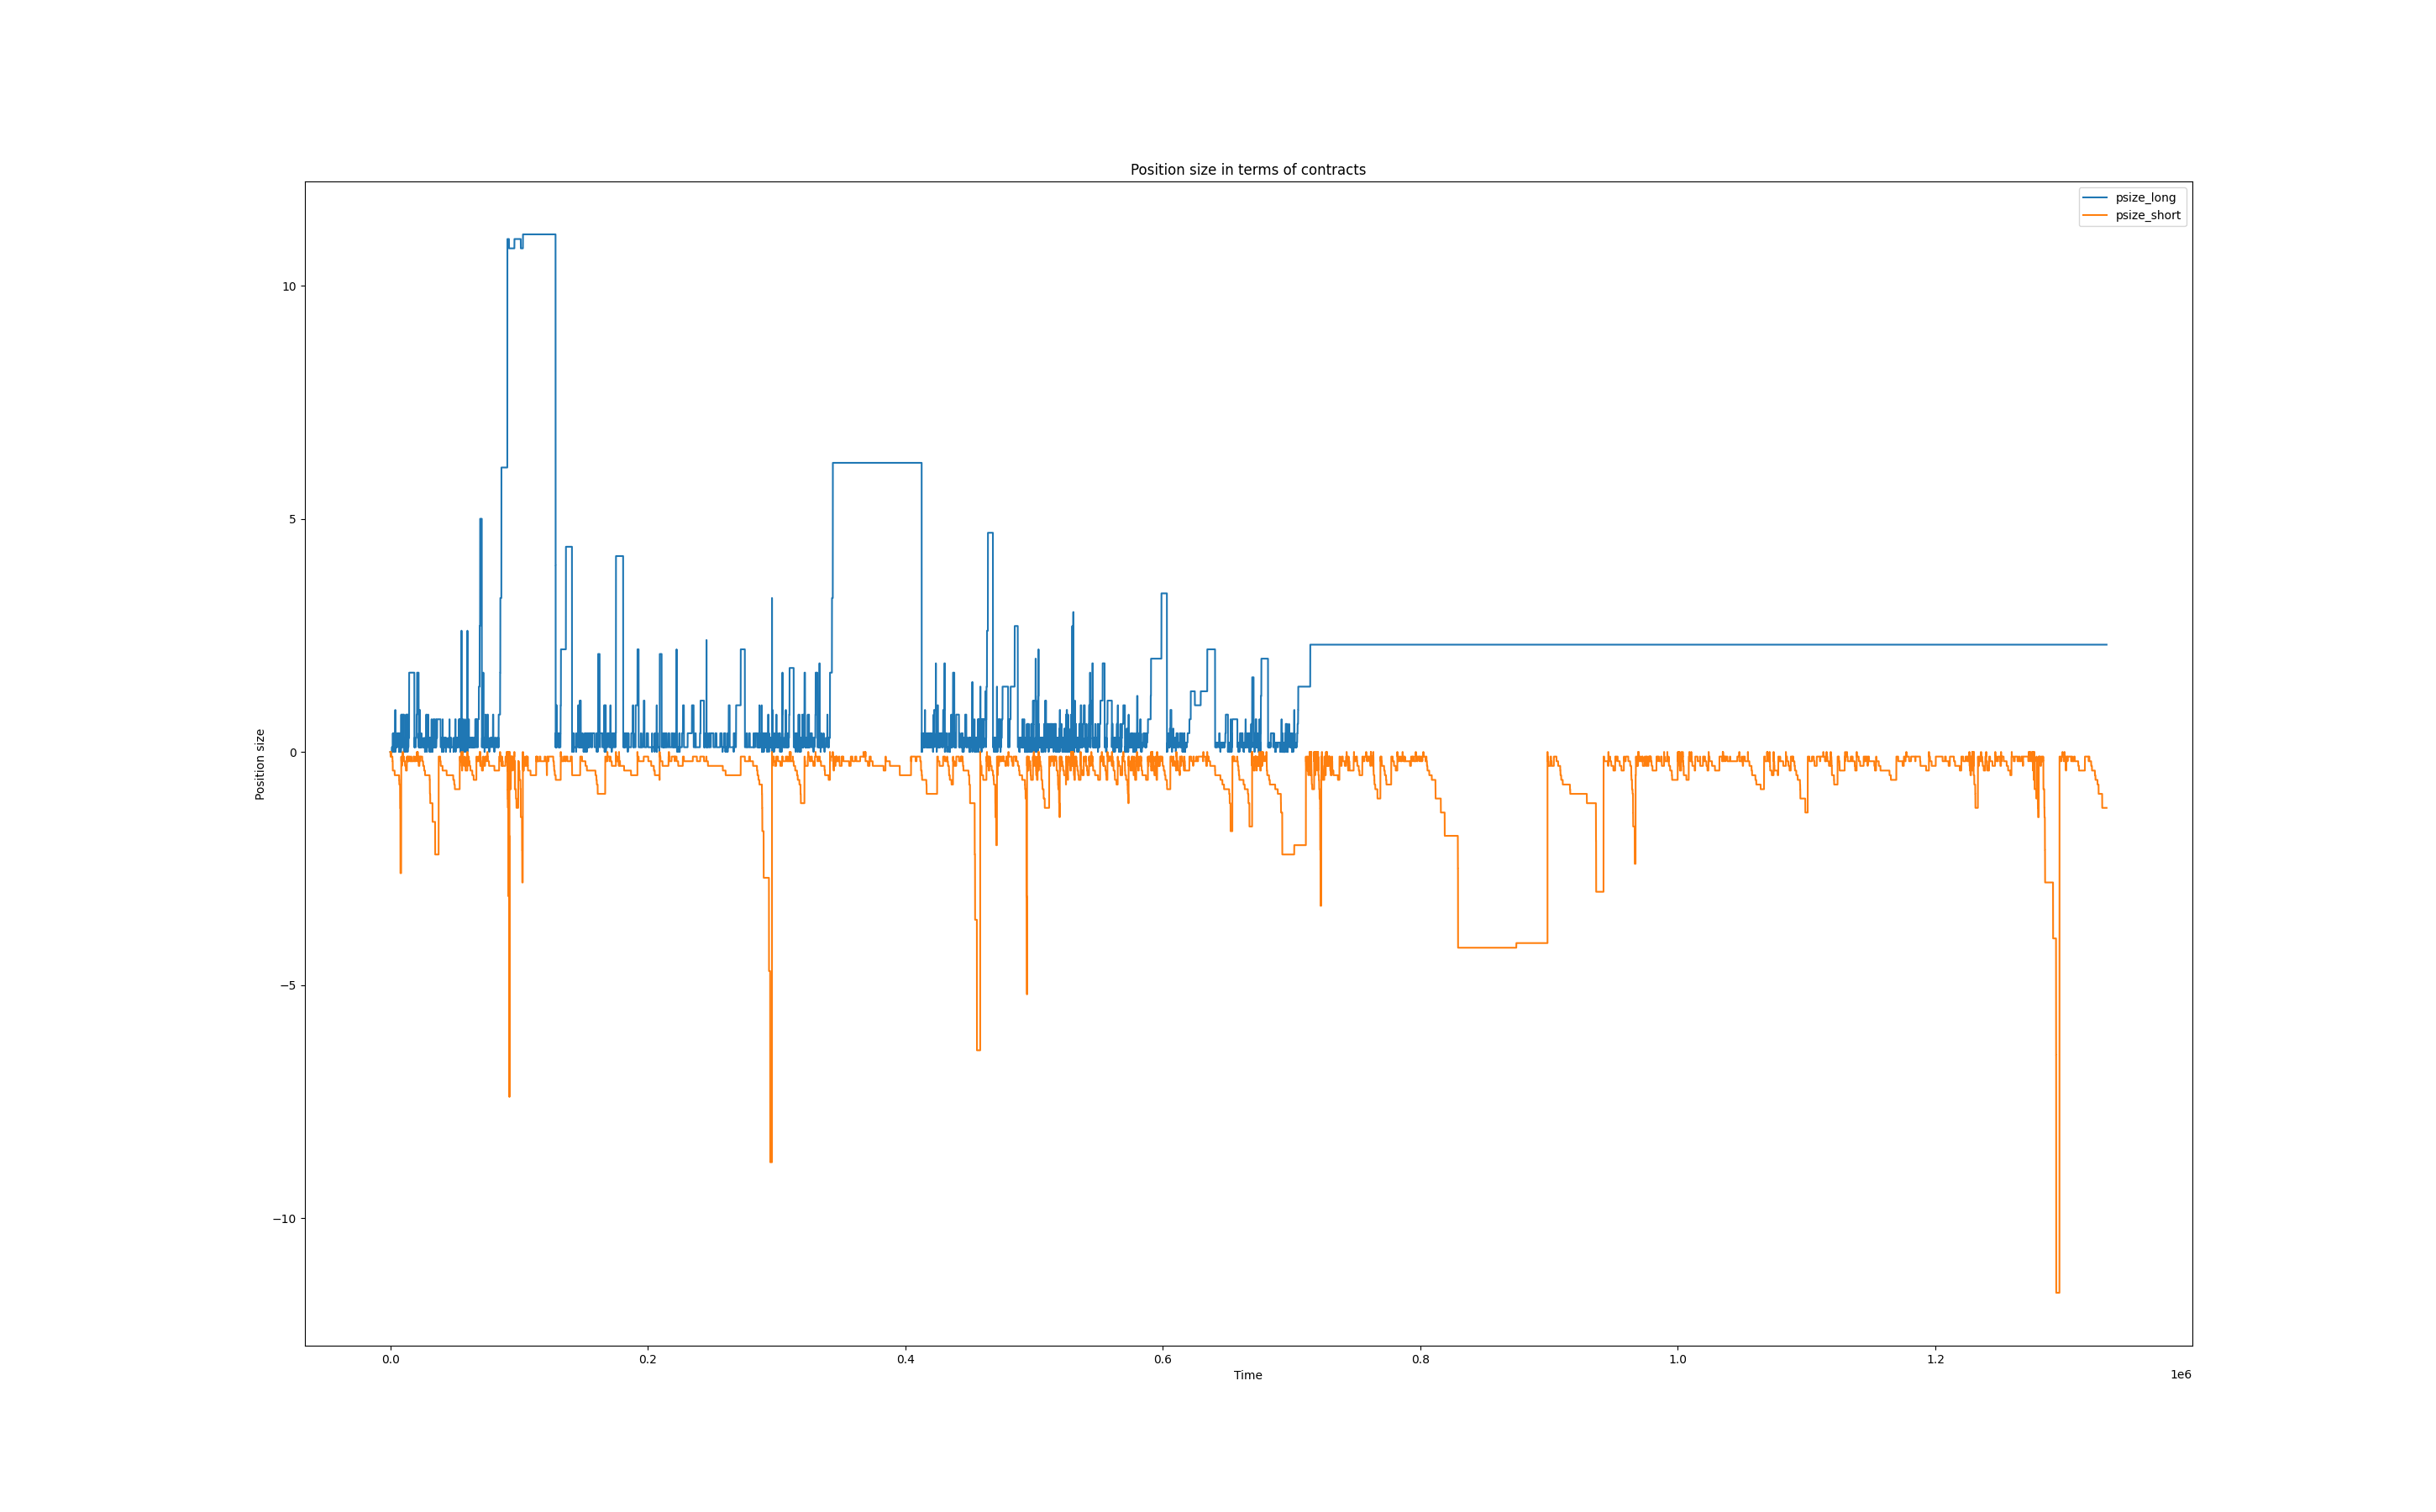 Position size in terms of contracts
psize_long
psize_short
Position size
10
5
0
−5
−10
0.0
0.2
0.4
0.6
0.8
1.0
1.2
1e6
Time